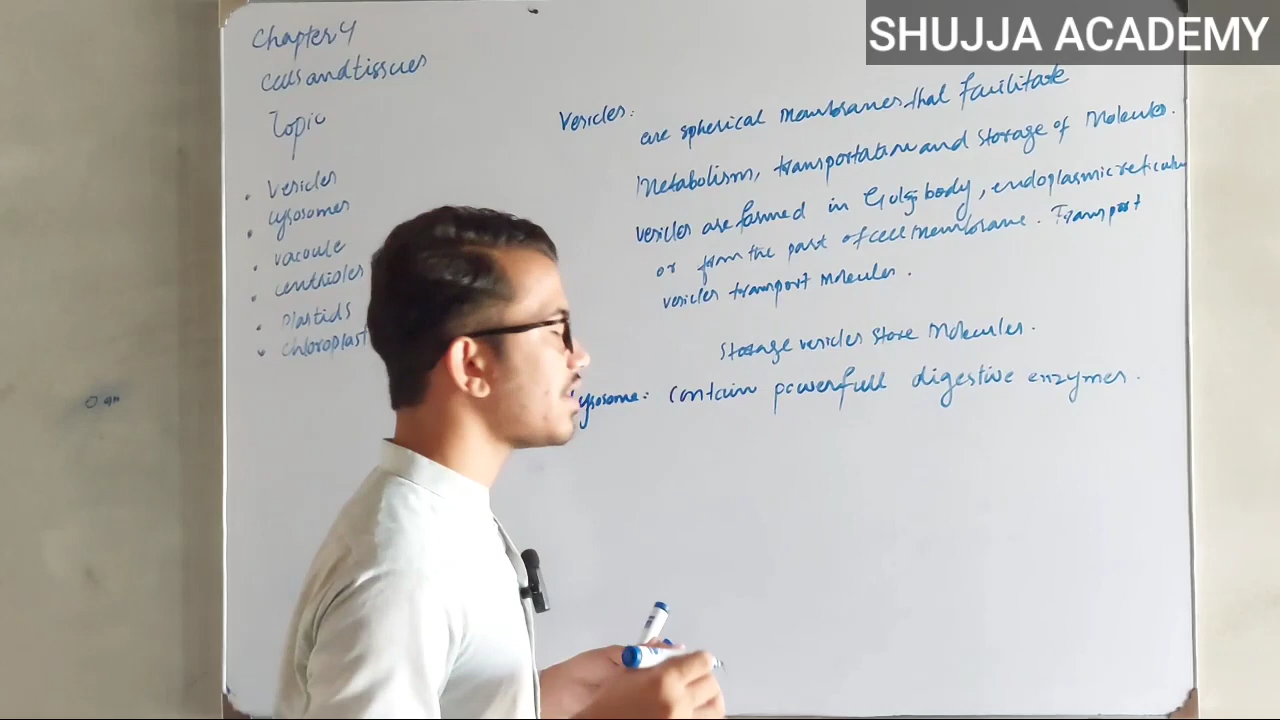 SHUJJA ACADEMY
Chapter 4
cells and tissues
Topic
• Vesicles
• Lysosomes
• vacoule
• centrioles
• Plastids
• chloroplast
Vesicles:
are spherical membranes that facilitate
Metabolism, transportation and storage of Molecules.
vesicles are formed in Golgi body, endoplasmic reticulum
or from the part of cell membrane. Transport
vesicles transport molecules.
Storage vesicles store Molecules.
ysosome: contain powerfull digestive enzymes.